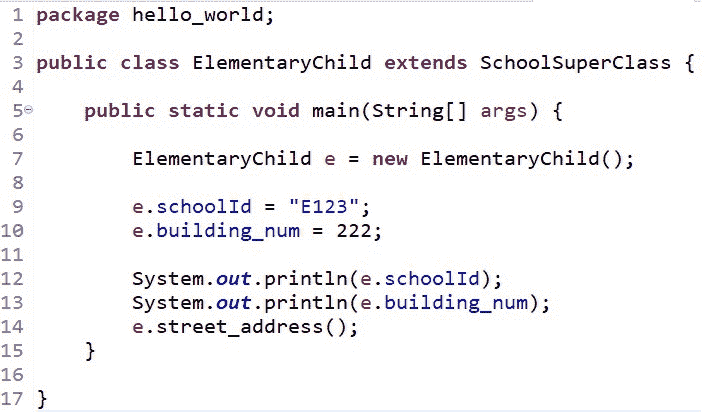 1 package hello_world;
2
3 public class ElementaryChild extends SchoolSuperClass {
4
5 public static void main(String[] args) {
6
7 ElementaryChild e = new ElementaryChild();
8
9 e.schoolId = "E123";
10 e.building_num = 222;
11
12 System.out.println(e.schoolId);
13 System.out.println(e.building_num);
14 e.street_address();
15 }
16
17 }